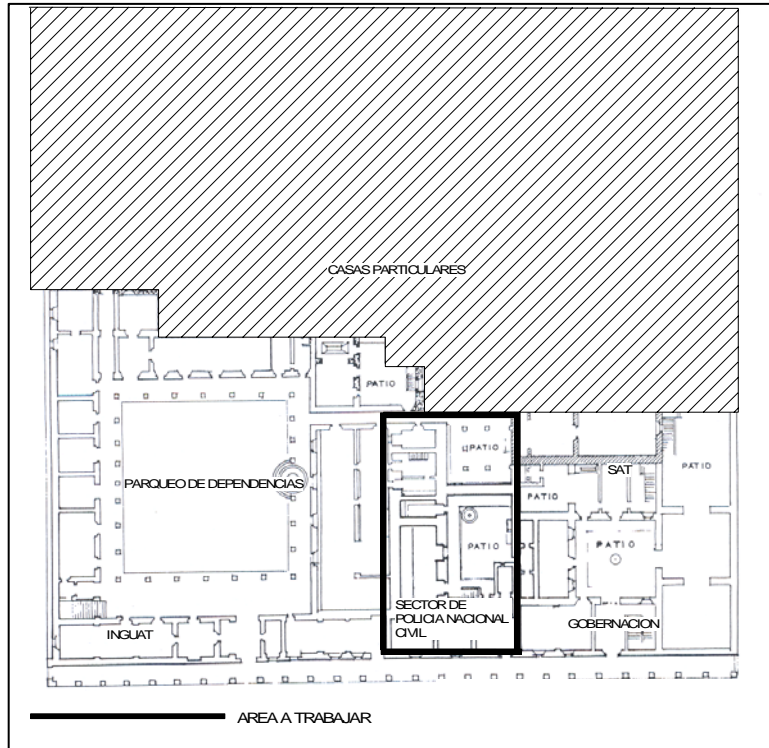 CASAS PARTICULARES
PATIO
PATIO
SAT
PATIO
PARQUEO DE DEPENDENCIAS
PATIO
PATIO
PATIO
SECTOR DE
POLICIA NACIONAL
CIVIL
GOBERNACION
INGUAT
AREA A TRABAJAR